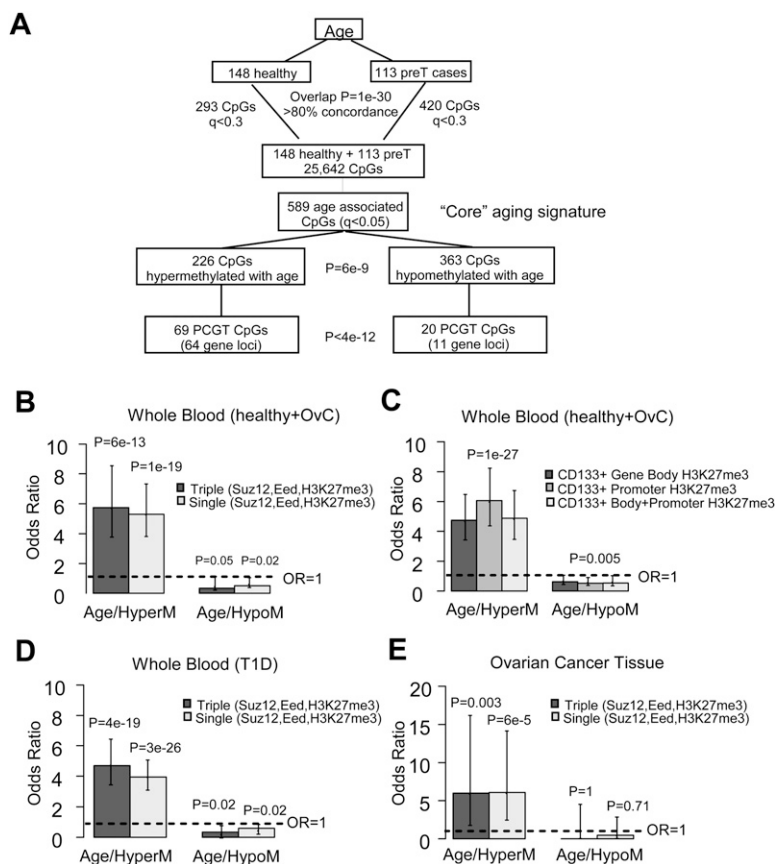 A
Age
148 healthy
113 preT cases
293 CpGs
q<0.3
Overlap P=1e-30
>80% concordance
420 CpGs
q<0.3
148 healthy + 113 preT
25,642 CpGs
589 age associated
CpGs (q<0.05)
“Core” aging signature
226 CpGs
hypermethylated with age
P=6e-9
363 CpGs
hypomethylated with age
69 PCGT CpGs
(64 gene loci)
P<4e-12
20 PCGT CpGs
(11 gene loci)
B
Whole Blood (healthy+OvC)
Odds Ratio
10
8
6
4
2
0
P=6e-13
P=1e-19
Triple (Suz12,Eed,H3K27me3)
Single (Suz12,Eed,H3K27me3)
P=0.05
P=0.02
OR=1
Age/HyperM
Age/HypoM
C
Whole Blood (healthy+OvC)
Odds Ratio
10
8
6
4
2
0
P=1e-27
CD133+ Gene Body H3K27me3
CD133+ Promoter H3K27me3
CD133+ Body+Promoter H3K27me3
P=0.005
OR=1
Age/HyperM
Age/HypoM
D
Whole Blood (T1D)
Odds Ratio
10
8
6
4
2
0
P=4e-19
P=3e-26
Triple (Suz12,Eed,H3K27me3)
Single (Suz12,Eed,H3K27me3)
P=0.02
P=0.02
OR=1
Age/HyperM
Age/HypoM
E
Ovarian Cancer Tissue
Odds Ratio
20
15
10
5
0
P=0.003
P=6e-5
Triple (Suz12,Eed,H3K27me3)
Single (Suz12,Eed,H3K27me3)
P=1
P=0.71
OR=1
Age/HyperM
Age/HypoM